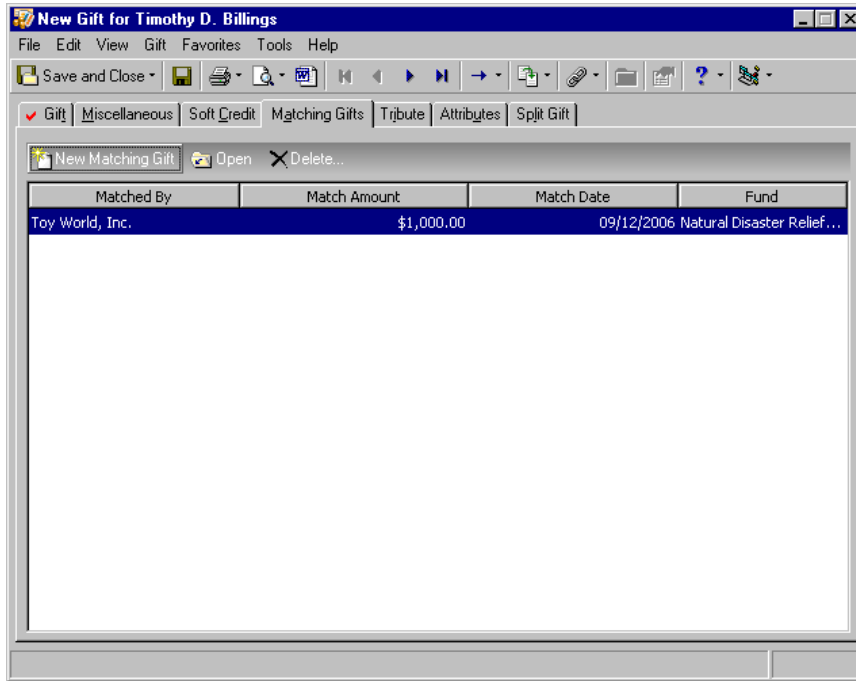 New Gift for Timothy D. Billings
File Edit View Gift Favorites Tools Help
Save and Close
Gift Miscellaneous Soft Credit Matching Gifts Tribute Attributes Split Gift
New Matching Gift Open Delete...
Matched By Match Amount Match Date Fund
Toy World, Inc. $1,000.00 09/12/2006 Natural Disaster Relief...